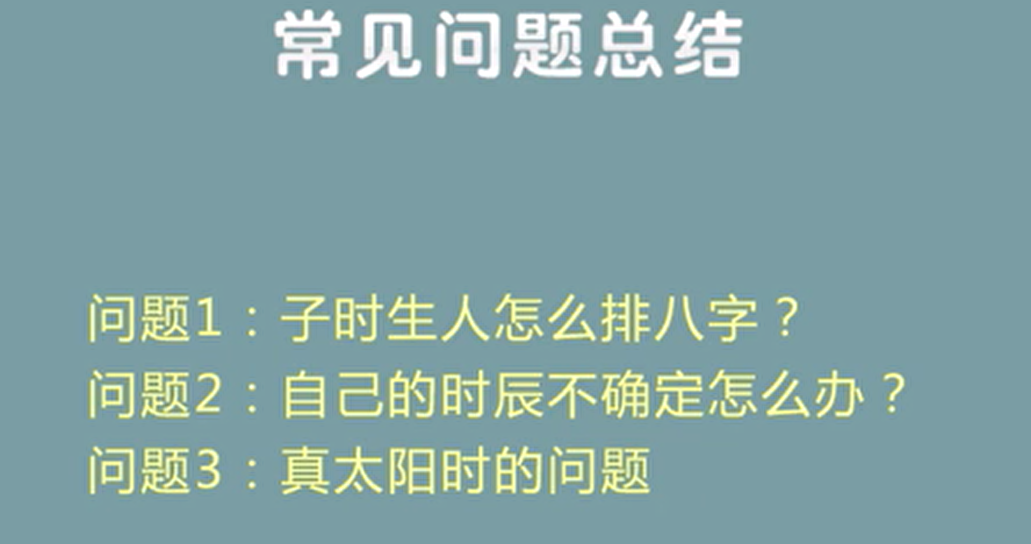 常见问题总结
问题1：子时生人怎么排八字？
问题2：自己的时辰不确定怎么办？
问题3：真太阳时的问题